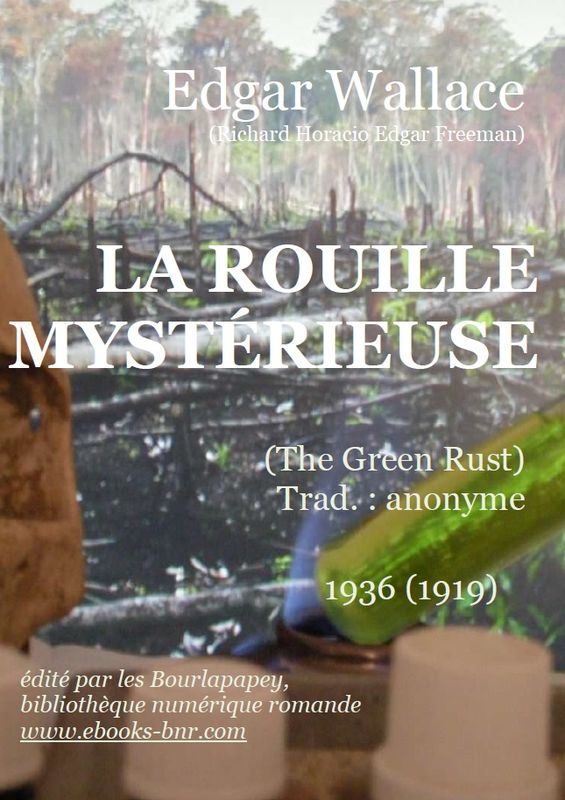 Edgar Wallace
(Richard Horacio Edgar Freeman)
LA ROUILLE
MYSTÉRIEUSE
(The Green Rust)
Trad. : anonyme
1936 (1919)
édité par les Bourlapapey,
bibliothèque numérique romande
www.ebooks-bnr.com